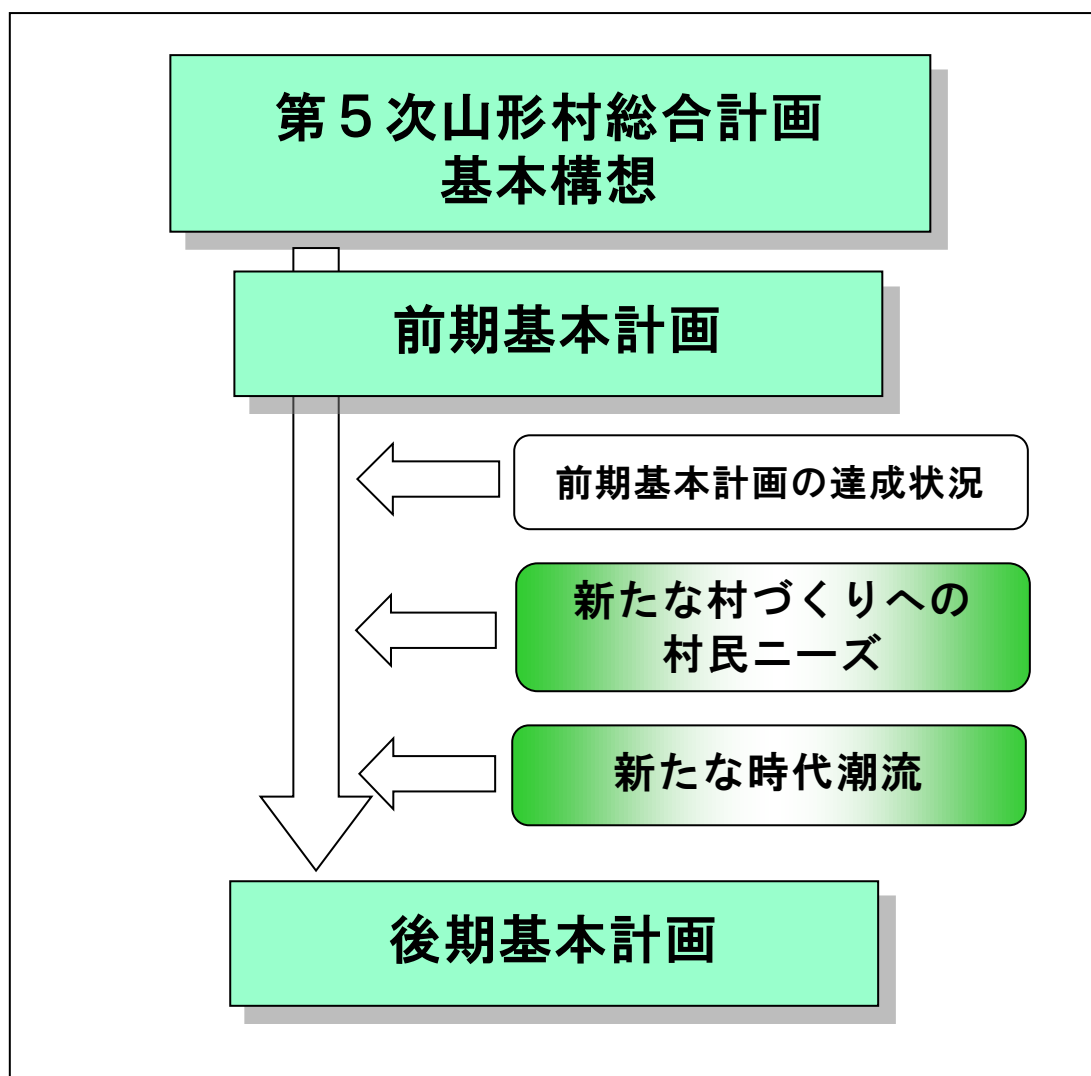 第５次山形村総合計画
基本構想
前期基本計画
前期基本計画の達成状況
新たな村づくりへの
村民ニーズ
新たな時代潮流
後期基本計画